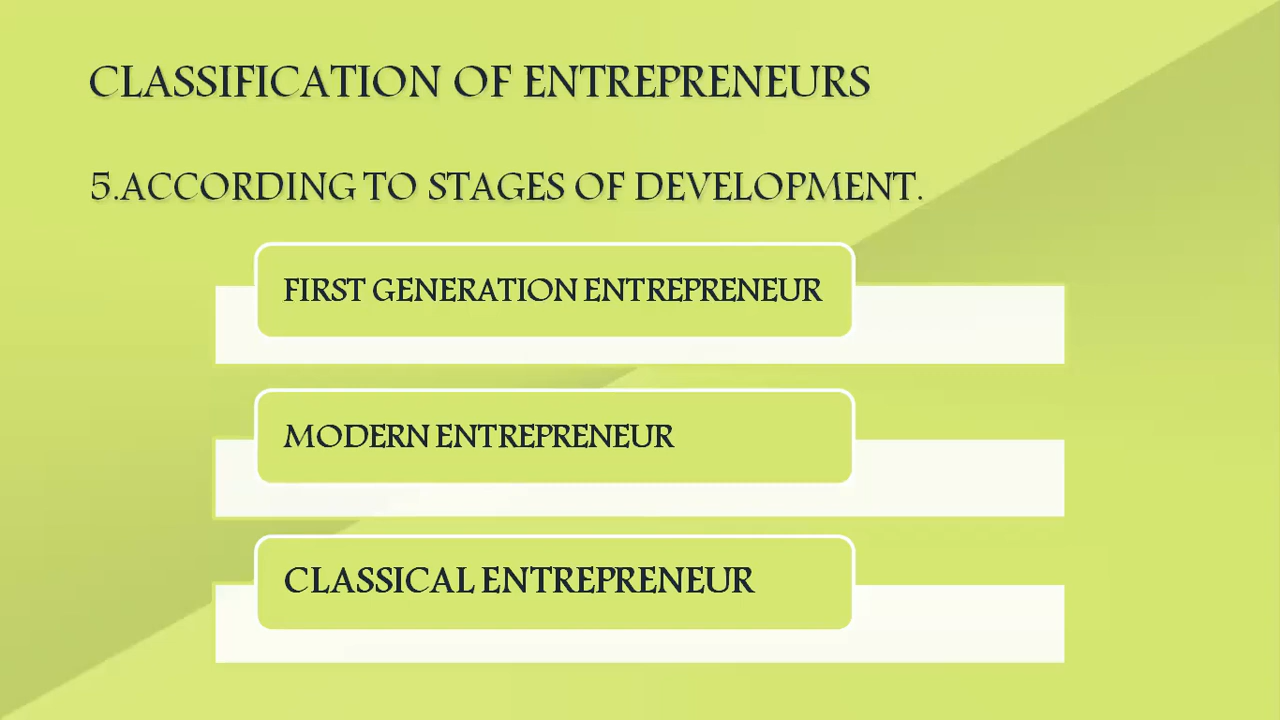 CLASSIFICATION OF ENTREPRENEURS
5.ACCORDING TO STAGES OF DEVELOPMENT.
FIRST GENERATION ENTREPRENEUR
MODERN ENTREPRENEUR
CLASSICAL ENTREPRENEUR